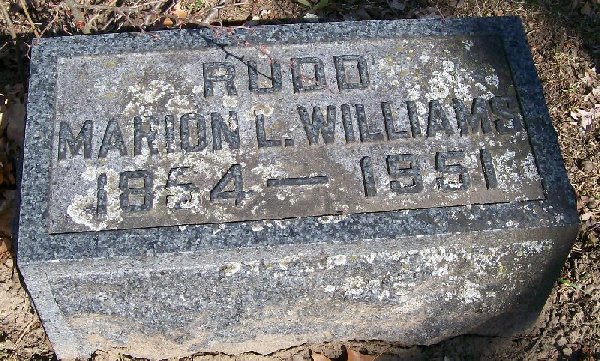 RUDD
MARION L. WILLIAMS
1854 — 1951